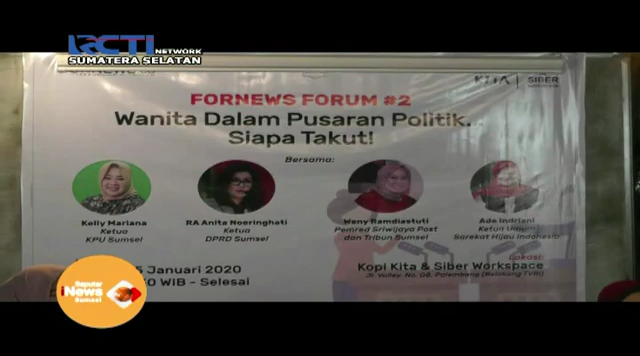 RCTI
NETWORK
SUMATERA SELATAN
KITA
SIBER
FORNEWS FORUM #2
Wanita Dalam Pusaran Politik.
Siapa Takut!
Bersama:
Kelly Mariana
Ketua
KPU Sumsel
RA Anita Noeringhati
Ketua
DPRD Sumsel
Weny Ramdiastuti
Pemred Sriwijaya Post
dan Tribun Sumsel
Ade Indriani
Ketua Umum
Sarekat Hijau Indonesia
Januari 2020
WIB - Selesai
Lokasi:
Kopi Kita & Siber Workspace
Palembang (Belakang TVRI)
Seputar
iNews
Sumsel